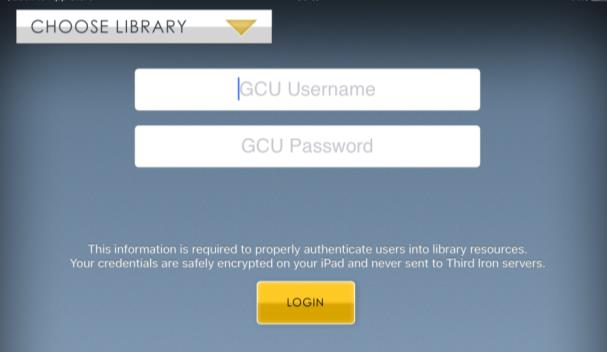 CHOOSE LIBRARY
GCU Username
GCU Password
This information is required to properly authenticate users into library resources.
Your credentials are safely encrypted on your iPad and never sent to Third Iron servers.
LOGIN